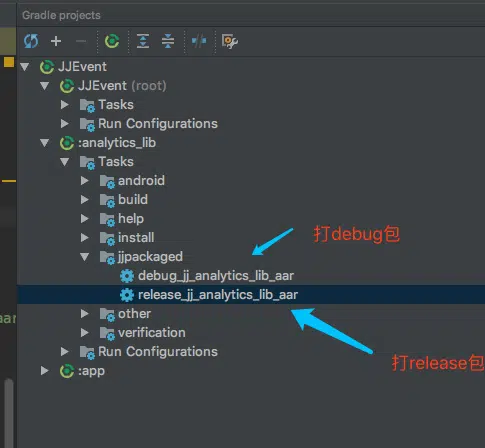 Gradle projects
JJEvent
JJEvent (root)
Tasks
Run Configurations
:analytics_lib
Tasks
android
build
help
install
打debug包
jjpackaged
debug_jj_analytics_lib_aar
release_jj_analytics_lib_aar
other
verification
Run Configurations
打release包
:app